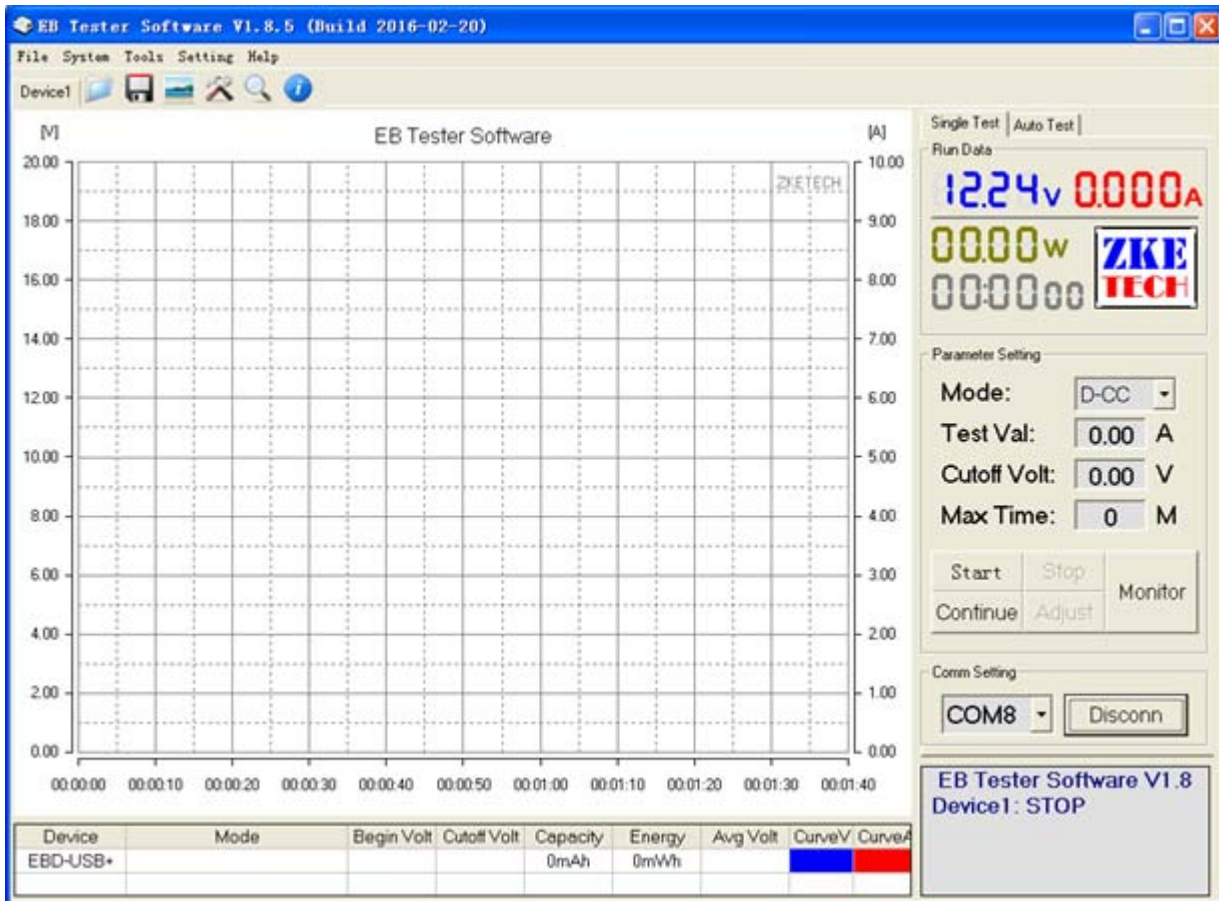 EB Tester Software V1.8.5 (Build 2016-02-20)
File System Tools Setting Help
Device1
[V] EB Tester Software [A]
ZKETECH
20.00 10.00
18.00 9.00
16.00 8.00
14.00 7.00
12.00 6.00
10.00 5.00
8.00 4.00
6.00 3.00
4.00 2.00
2.00 1.00
0.00 0.00
00:00:00 00:00:10 00:00:20 00:00:30 00:00:40 00:00:50 00:01:00 00:01:10 00:01:20 00:01:30 00:01:40
Device Mode Begin Volt Cutoff Volt Capacity Energy Avg Volt CurveV CurveA
EBD-USB+ 0mAh 0mWh
Single Test Auto Test
Run Data
12.24V 0.000A
00.00W
00:0000
ZKE
TECH
Parameter Setting
Mode: D-CC
Test Val: 0.00 A
Cutoff Volt: 0.00 V
Max Time: 0 M
Start Stop Monitor
Continue Adjust
Comm Setting
COM8 Disconn
EB Tester Software V1.8
Device1: STOP